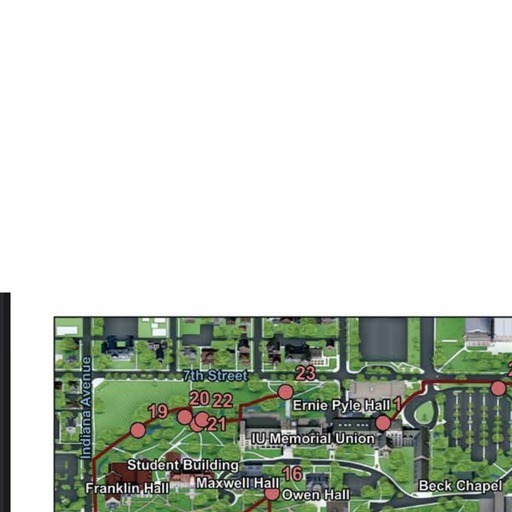 7th Street
Indiana Avenue
23
20
22
19
21
1
Ernie Pyle Hall
IU Memorial Union
Student Building
16
Maxwell Hall
Franklin Hall
Owen Hall
Beck Chapel